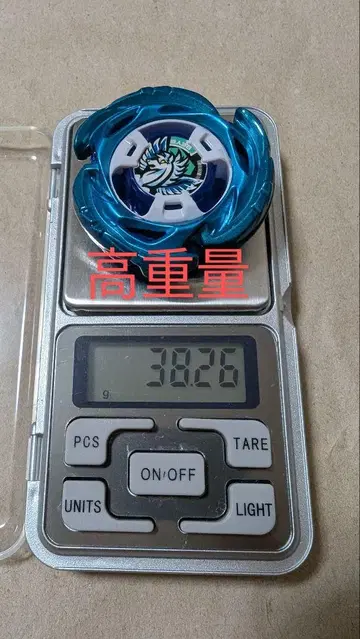 高重量
38.26
g
PCS
TARE
ON/OFF
UNITS
LIGHT